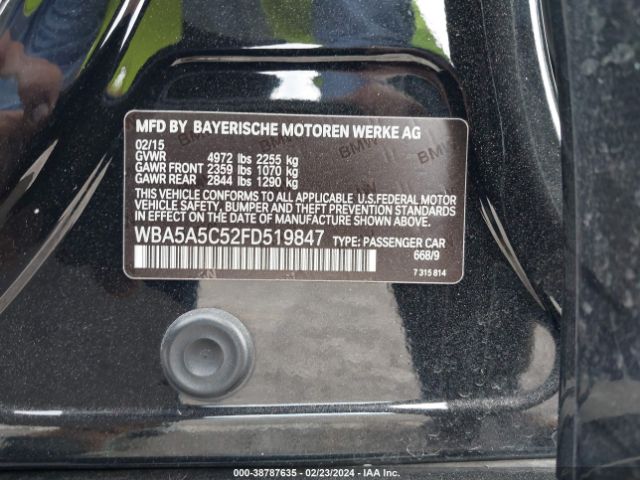 MFD BY BAYERISCHE MOTOREN WERKE AG
02/15
GVWR 4972 lbs 2255 kg
GAWR FRONT 2359 lbs 1070 kg
GAWR REAR 2844 lbs 1290 kg
THIS VEHICLE CONFORMS TO ALL APPLICABLE U.S.FEDERAL MOTOR
VEHICLE SAFETY, BUMPER AND THEFT PREVENTION STANDARDS
IN EFFECT ON THE DATE OF MANUFACTURE SHOWN ABOVE.
WBA5A5C52FD519847 TYPE: PASSENGER CAR
668/9
7 315 814
000-38787635 - 02/23/2024 - IAA Inc.